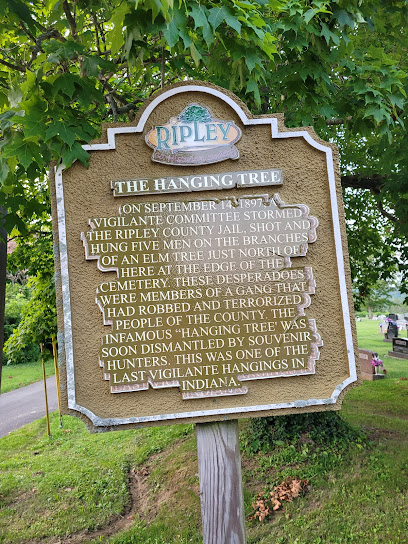 RIPLEY
THE HANGING TREE
(ON SEPTEMBER 14, 1897,
VIGILANTE COMMITTEE STORMED
THE RIPLEY COUNTY JAIL, SHOT AND
HUNG FIVE MEN ON THE BRANCHES
OF AN ELM TREE JUST NORTH OF
HERE AT THE EDGE OF THE
CEMETERY. THESE DESPERADOES
WERE MEMBERS OF A GANG THAT
HAD ROBBED AND TERRORIZED
PEOPLE OF THE COUNTY. THE
INFAMOUS "HANGING TREE' WAS
SOON DISMANTLED BY SOUVENIR
HUNTERS. THIS WAS ONE OF THE
LAST VIGILANTE HANGINGS IN
INDIANA.